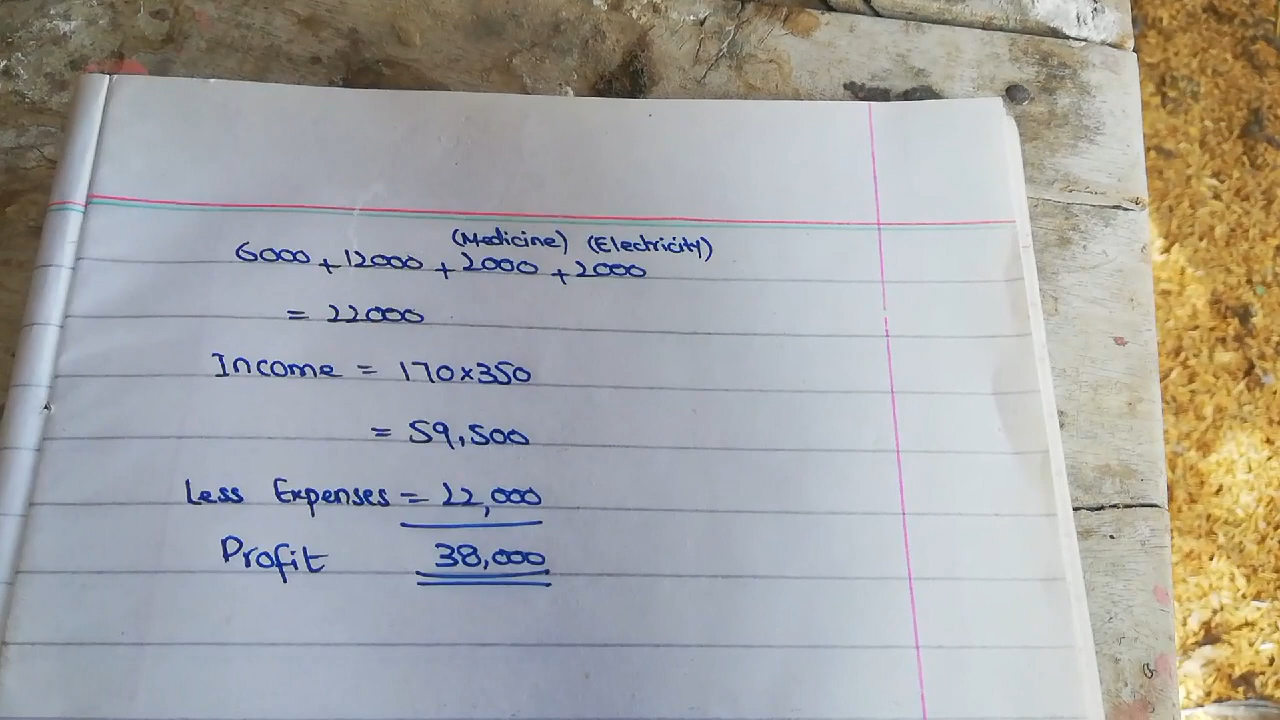 (Medicine) (Electricity)
6000 + 12000 + 2000 + 2000
= 22000
Income = 170×350
= 59,500
Less Expenses = 22,000
Profit 38,000